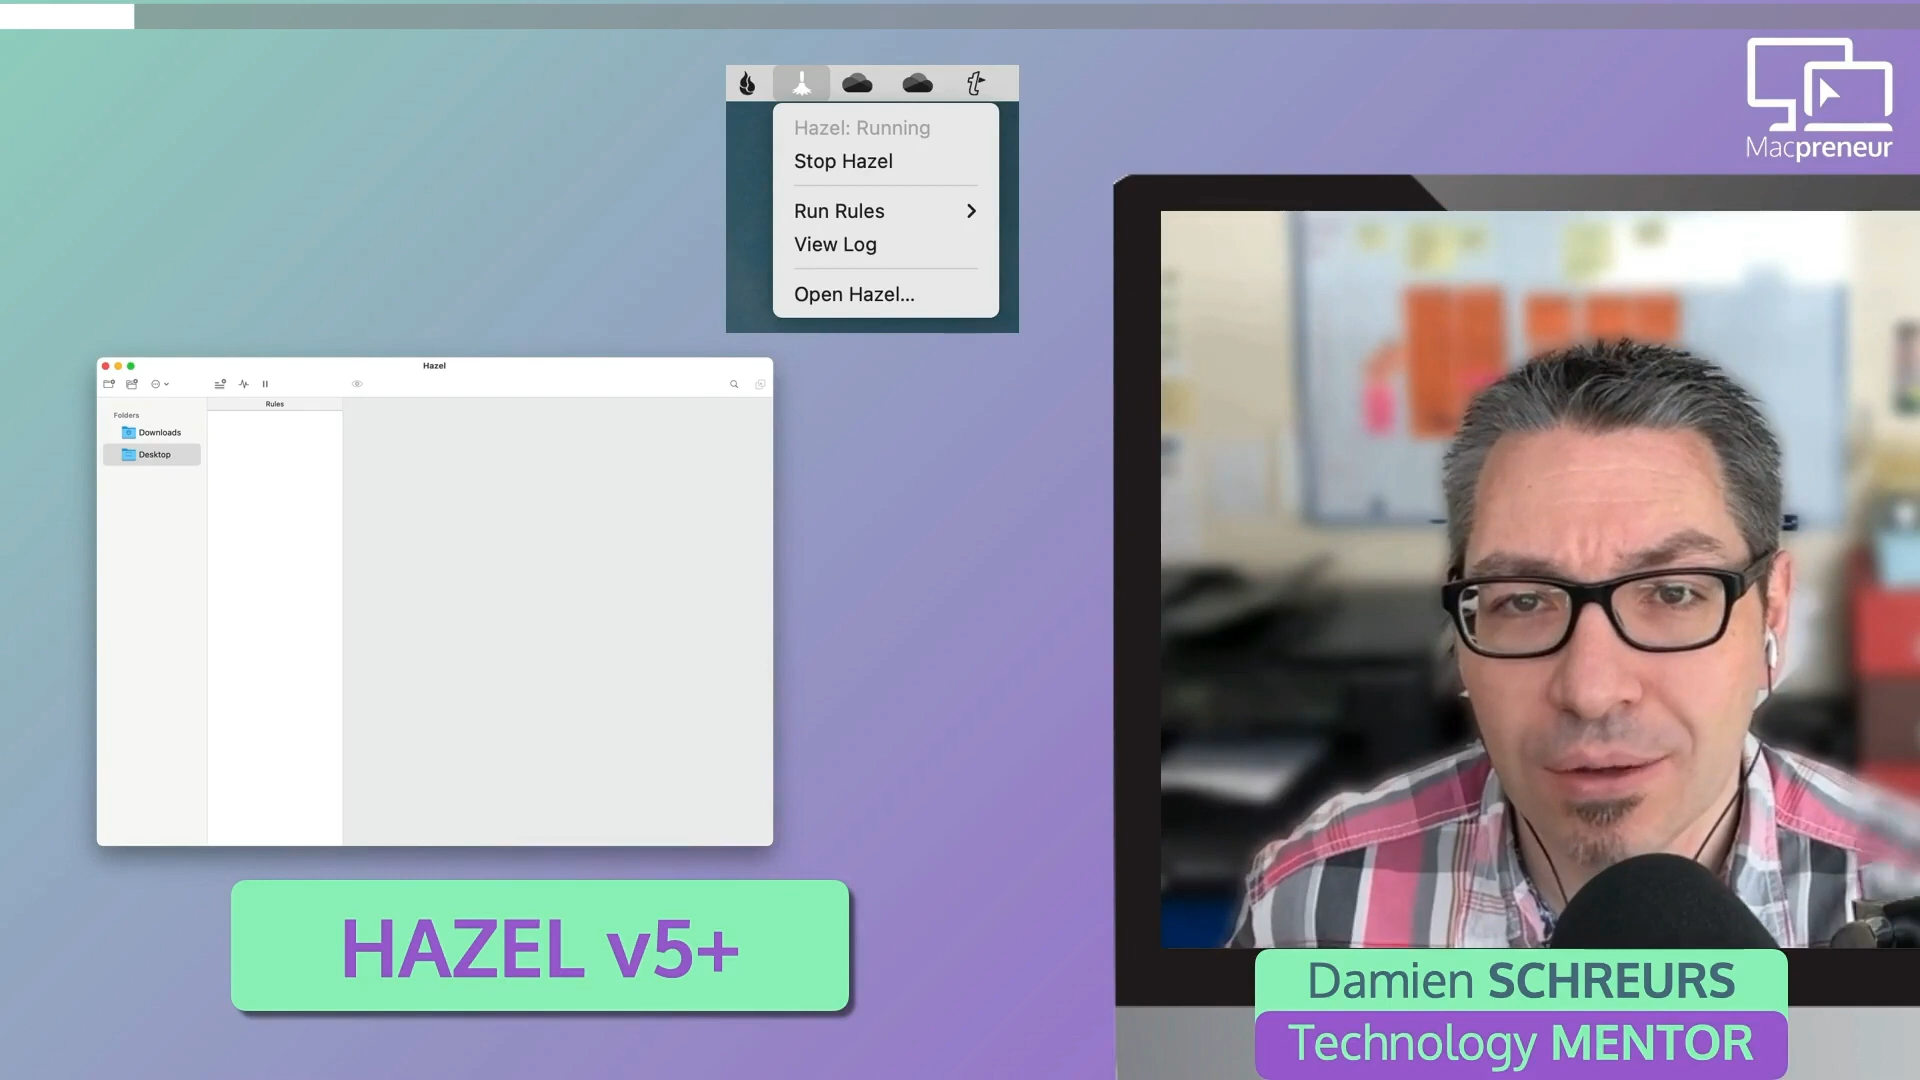 Hazel: Running
Stop Hazel
Run Rules
View Log
Open Hazel...
Macpreneur
Hazel
Rules
Folders
Downloads
Desktop
HAZEL v5+
Damien SCHREURS
Technology MENTOR